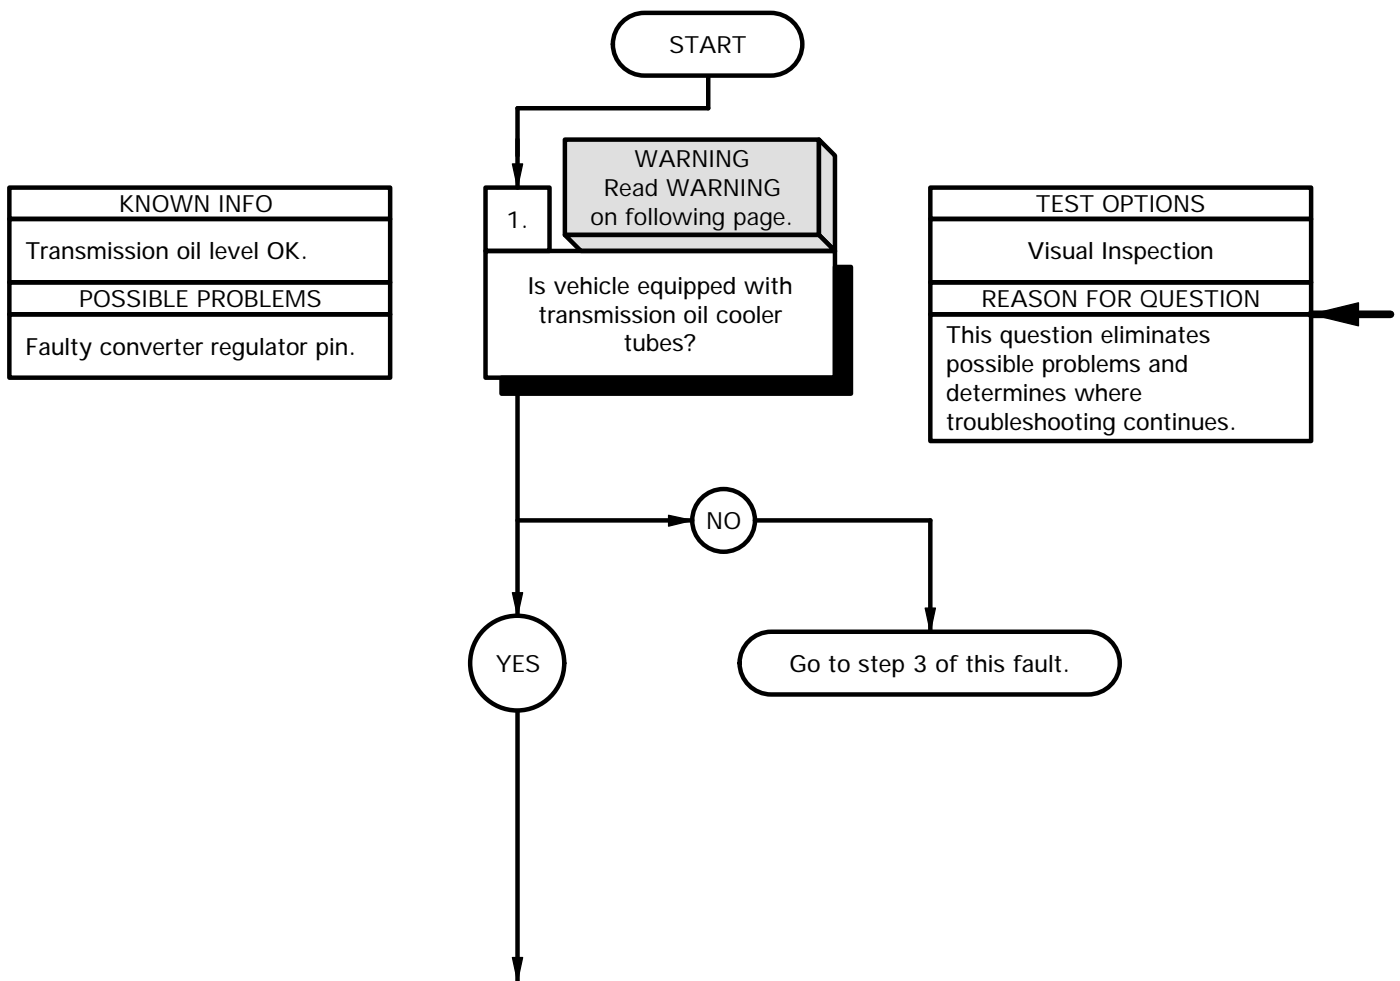 START
WARNING
Read WARNING
on following page.
1.
Is vehicle equipped with
transmission oil cooler
tubes?
KNOWN INFO
Transmission oil level OK.
POSSIBLE PROBLEMS
Faulty converter regulator pin.
TEST OPTIONS
Visual Inspection
REASON FOR QUESTION
This question eliminates
possible problems and
determines where
troubleshooting continues.
NO
YES
Go to step 3 of this fault.